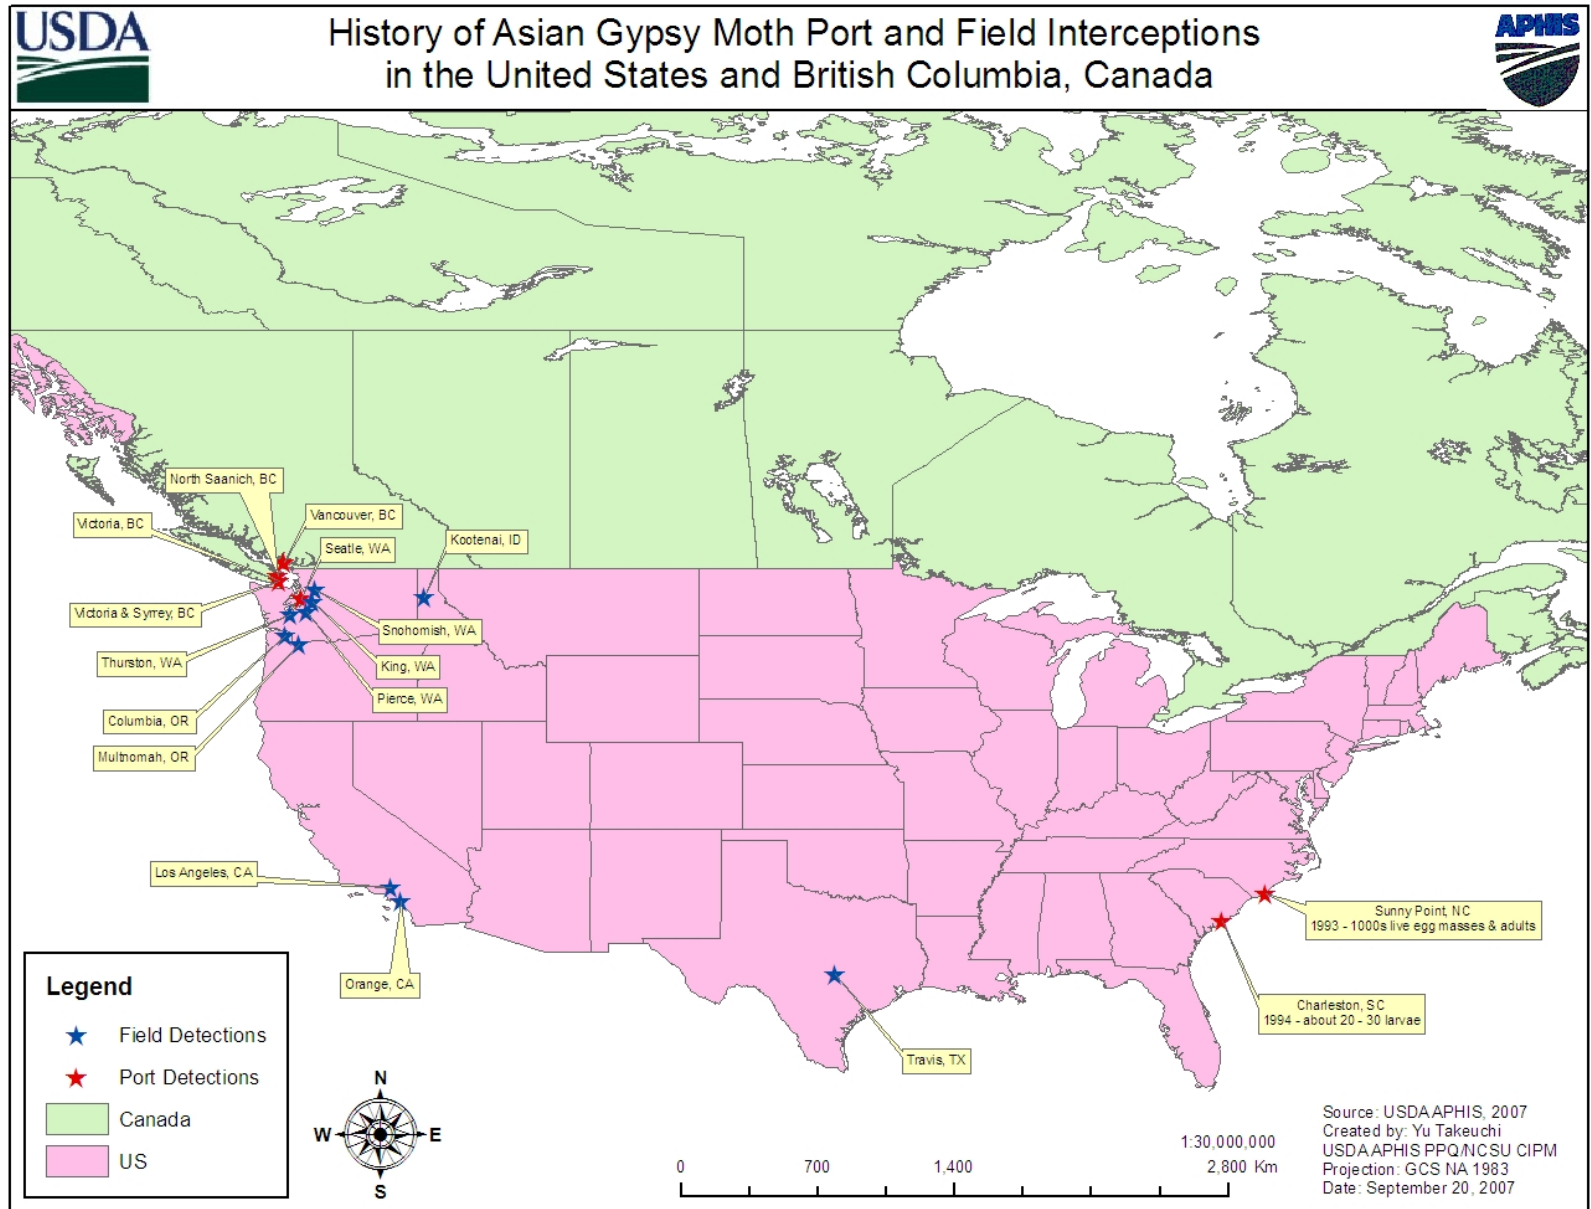 USDA
History of Asian Gypsy Moth Port and Field Interceptions
in the United States and British Columbia, Canada
APHIS
North Saanich, BC
Vancouver, BC
Victoria, BC
Seatle, WA
Kootenai, ID
Victoria & Syrrey, BC
Snohomish, WA
Thurston, WA
King, WA
Pierce, WA
Columbia, OR
Multnomah, OR
Los Angeles, CA
Orange, CA
Sunny Point, NC
1993 - 1000s live egg masses & adults
Charleston, SC
1994 - about 20 - 30 larvae
Travis, TX
Legend
Field Detections
Port Detections
Canada
US
N
W
E
S
1:30,000,000
0 700 1,400 2,800 Km
Source: USDA APHIS, 2007
Created by: Yu Takeuchi
USDA APHIS PPQ/NCSU CIPM
Projection: GCS NA 1983
Date: September 20, 2007